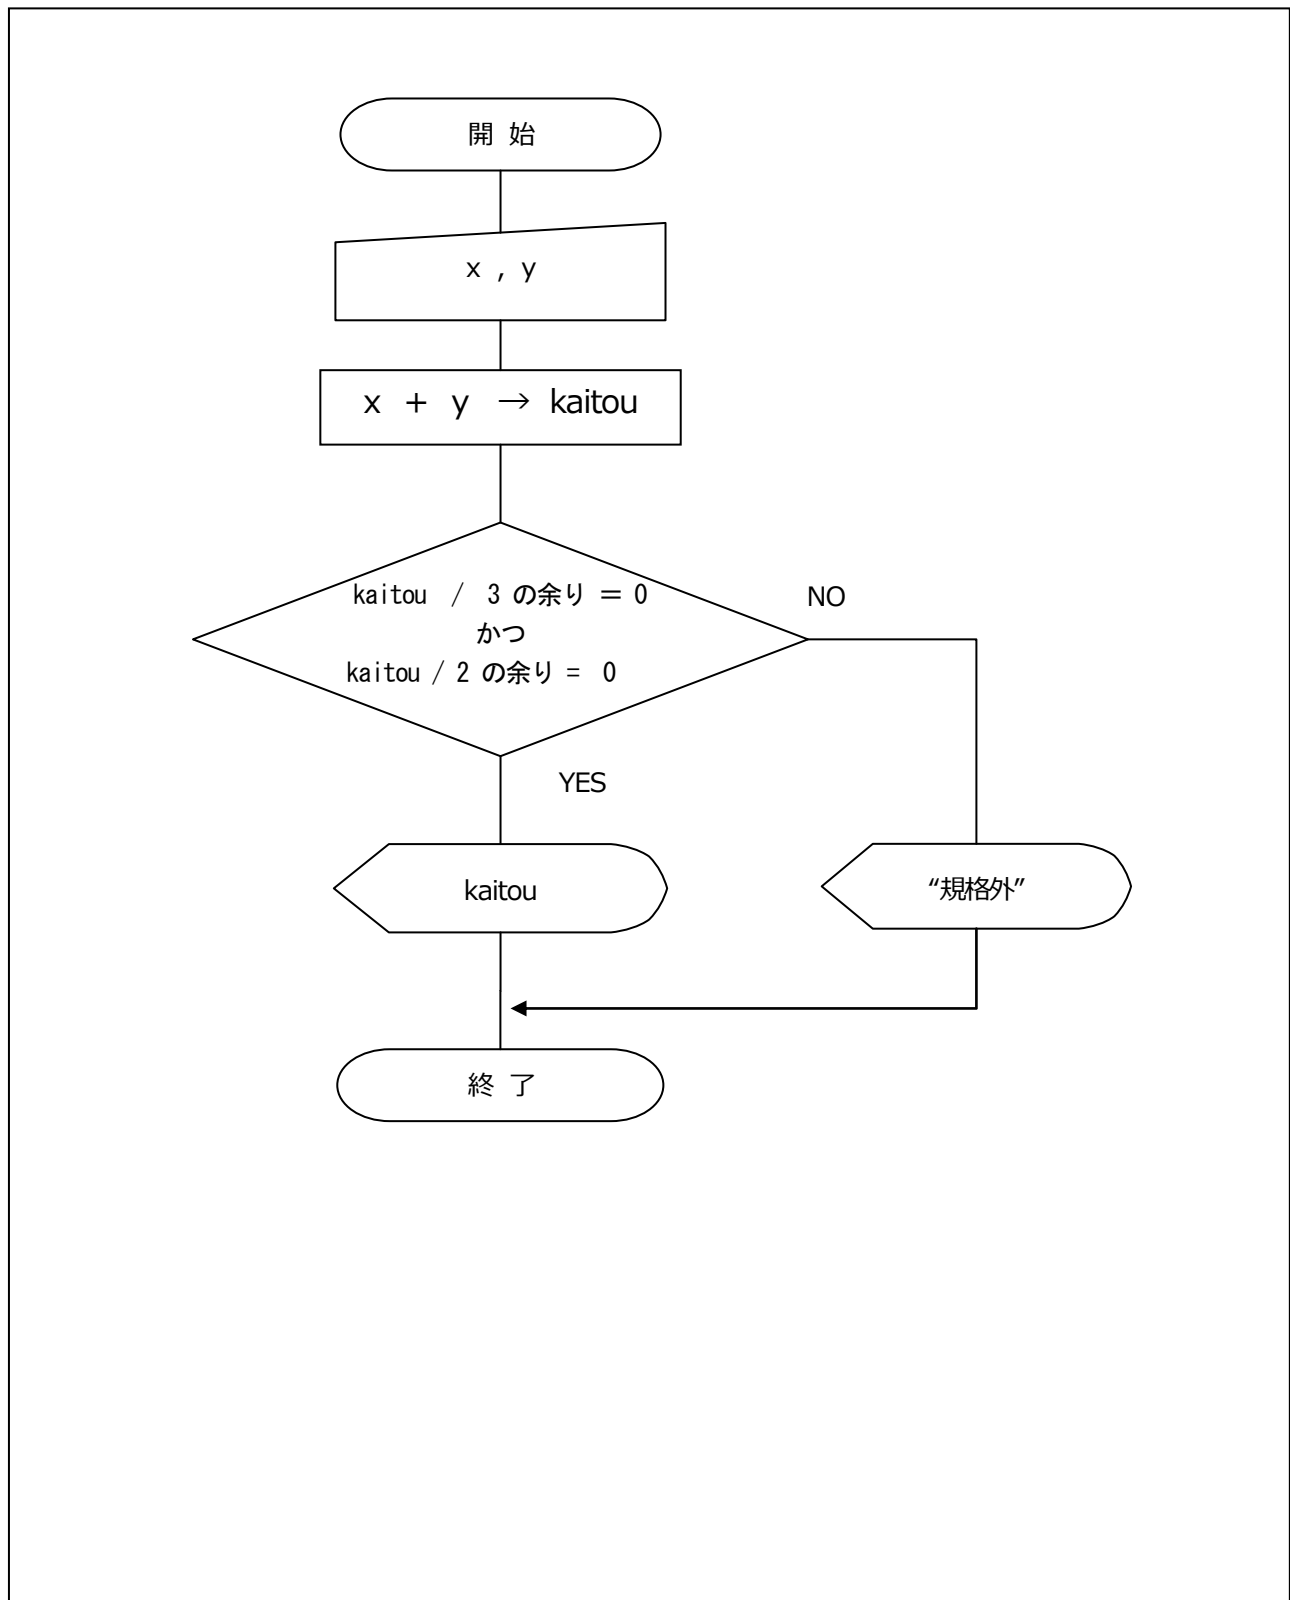 開 始
x , y
x + y → kaitou
kaitou / 3 の余り = 0
かつ
kaitou / 2 の余り = 0
NO
YES
kaitou
“規格外”
終 了